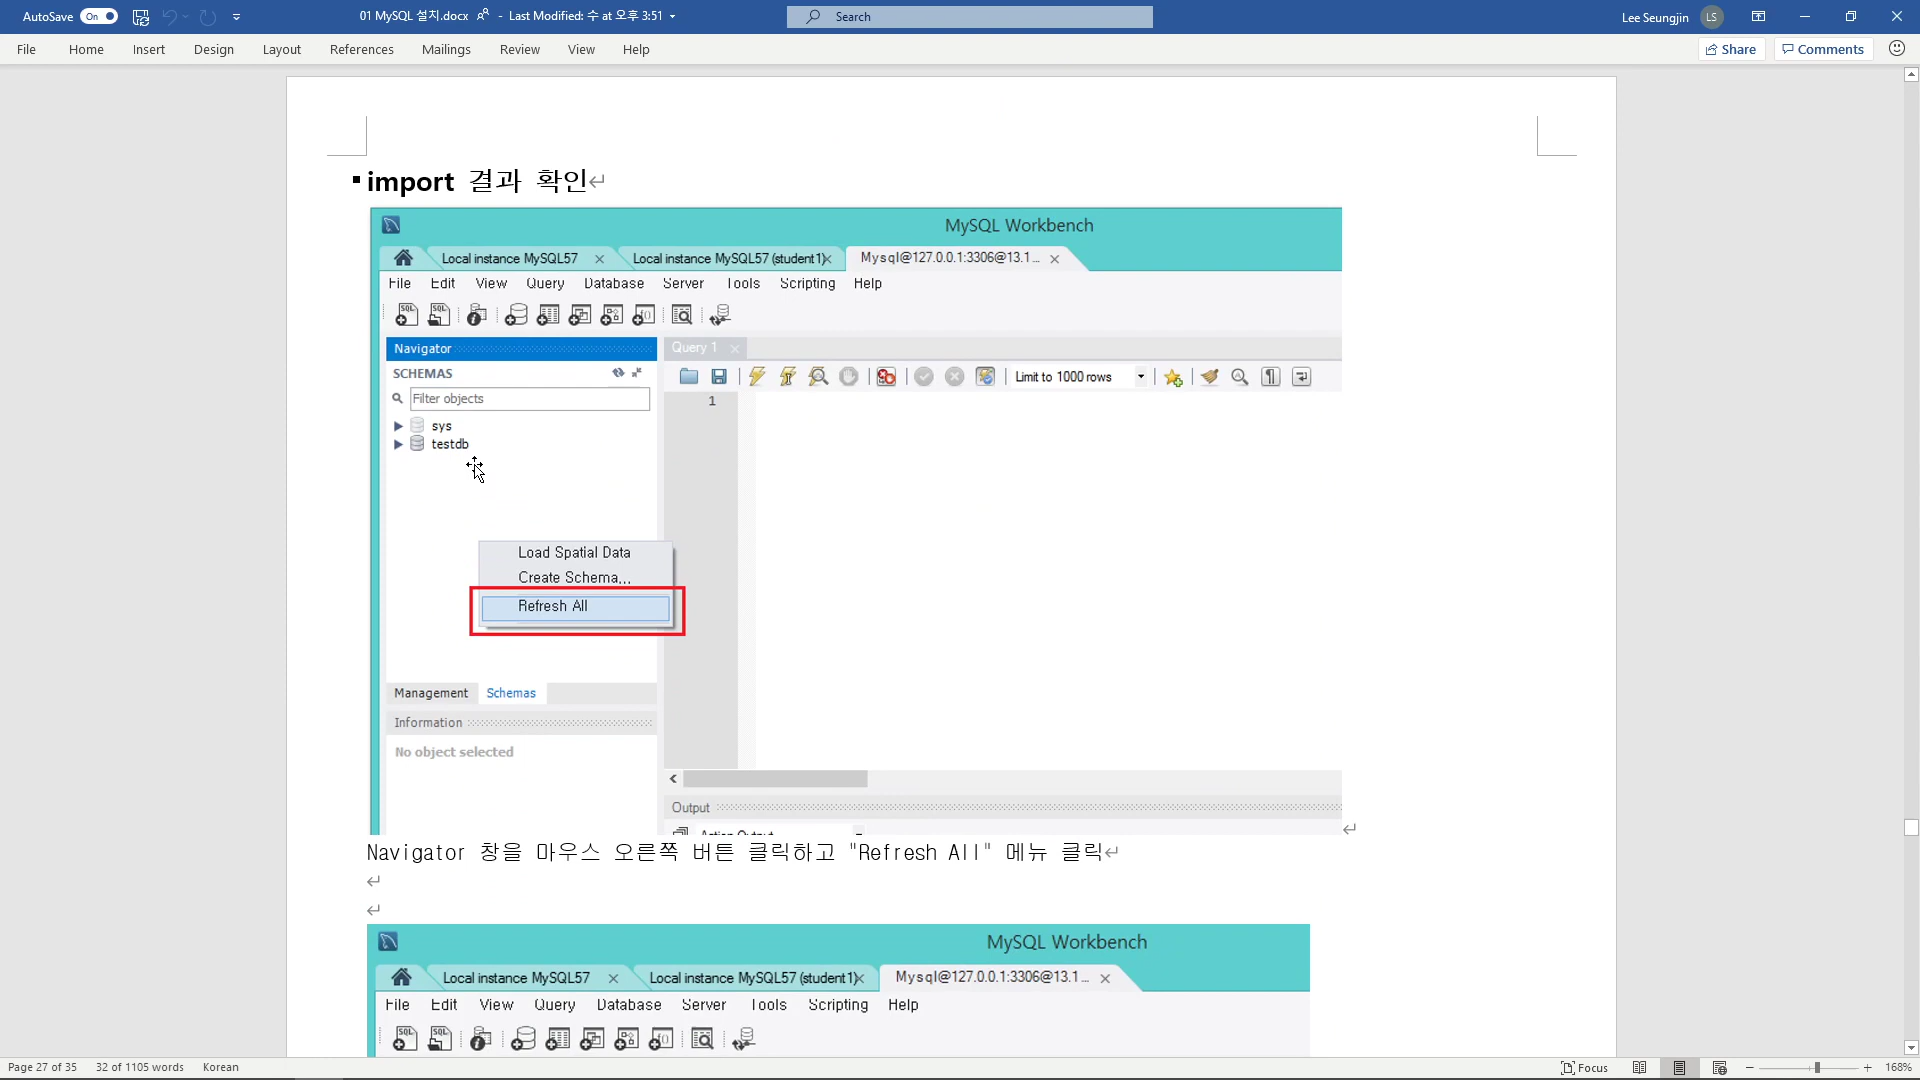 AutoSave On
01 MySQL 설치.docx - Last Modified: 수 at 오후 3:51
Search
Lee Seungjin LS
File Home Insert Design Layout References Mailings Review View Help
Share Comments
import 결과 확인
MySQL Workbench
Local instance MySQL57 Local instance MySQL57 (student1) Mysql@127.0.0.1:3306@13.1...
File Edit View Query Database Server Tools Scripting Help
Navigator
Query 1
SCHEMAS
Limit to 1000 rows
Filter objects
1
sys
testdb
Load Spatial Data
Create Schema...
Refresh All
Management Schemas
Information
No object selected
Output
Action Output
Navigator 창을 마우스 오른쪽 버튼 클릭하고 "Refresh All" 메뉴 클릭
MySQL Workbench
Local instance MySQL57 Local instance MySQL57 (student1) Mysql@127.0.0.1:3306@13.1...
File Edit View Query Database Server Tools Scripting Help
Page 27 of 35 32 of 1105 words Korean
Focus
168%